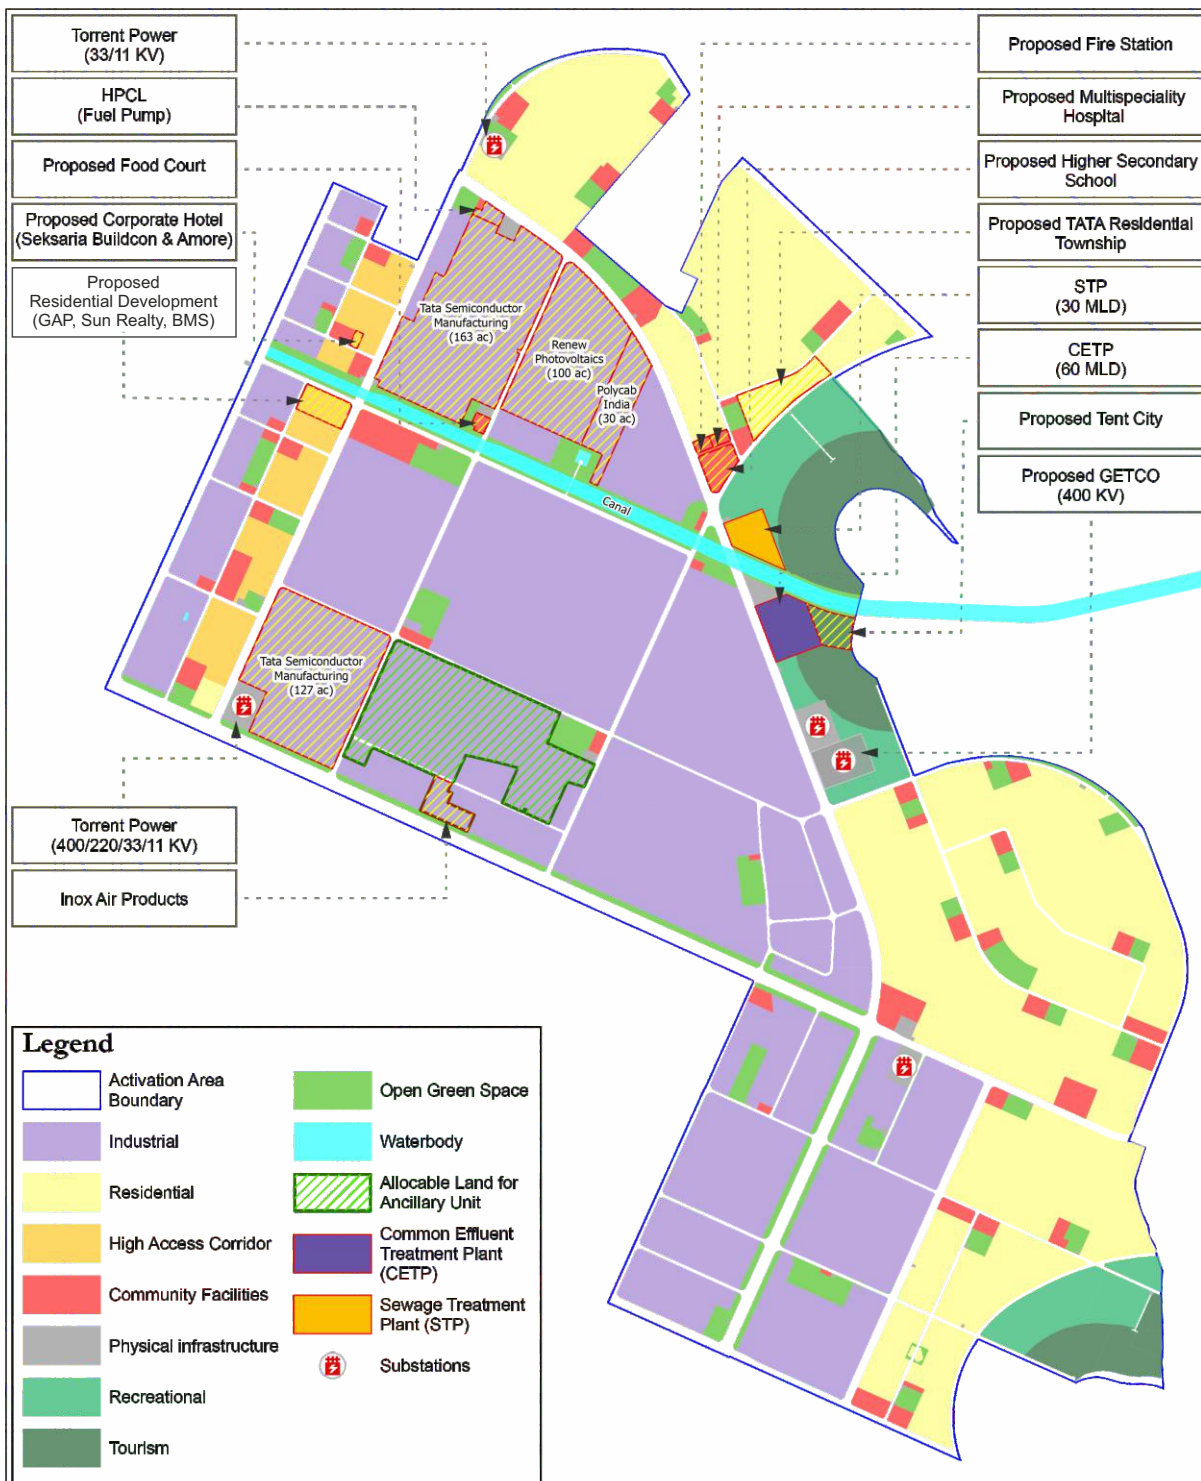 Torrent Power
(33/11 KV)
HPCL
(Fuel Pump)
Proposed Food Court
Proposed Corporate Hotel
(Seksaria Buildcon & Amore)
Proposed
Residential Development
(GAP, Sun Realty, BMS)
Proposed Fire Station
Proposed Multispeciality
Hospital
Proposed Higher Secondary
School
Proposed TATA Residential
Township
STP
(30 MLD)
CETP
(60 MLD)
Proposed Tent City
Proposed GETCO
(400 KV)
Tata Semiconductor
Manufacturing
(163 ac)
Renew
Photovoltaics
(100 ac)
Polycab
India
(30 ac)
Canal
Tata Semiconductor
Manufacturing
(127 ac)
Torrent Power
(400/220/33/11 KV)
Inox Air Products
Legend
Activation Area
Boundary
Industrial
Residential
High Access Corridor
Community Facilities
Physical infrastructure
Recreational
Tourism
Open Green Space
Waterbody
Allocable Land for
Ancillary Unit
Common Effluent
Treatment Plant
(CETP)
Sewage Treatment
Plant (STP)
Substations